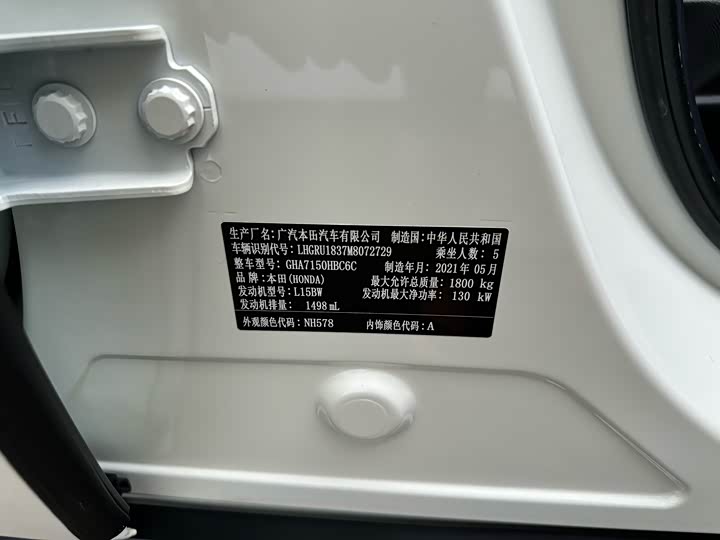 生产厂名：广汽本田汽车有限公司 制造国：中华人民共和国
车辆识别代号：LHGRU1837M8072729 乘坐人数：5
整车型号：GHA7150HBC6C 制造年月：2021年05月
品牌：本田(HONDA) 最大允许总质量：1800 kg
发动机型号：L15BW 发动机最大净功率：130 kW
发动机排量：1498 mL
外观颜色代码：NH578 内饰颜色代码：A